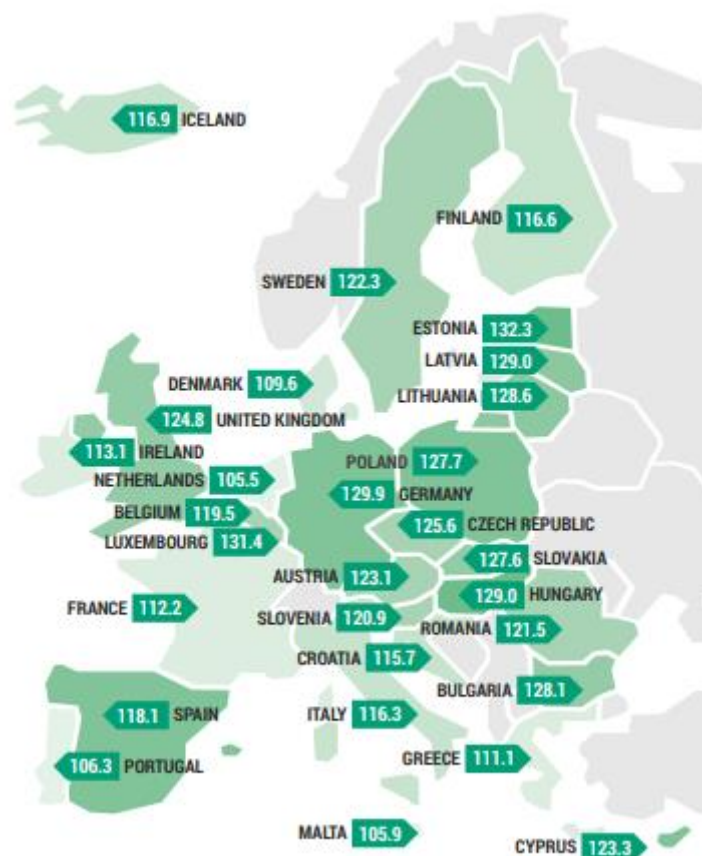 116.9 ICELAND
FINLAND 116.6
SWEDEN 122.3
ESTONIA 132.3
LATVIA 129.0
DENMARK 109.6
LITHUANIA 128.6
124.8 UNITED KINGDOM
113.1 IRELAND
POLAND 127.7
NETHERLANDS 105.5
129.9 GERMANY
BELGIUM 119.5
125.6 CZECH REPUBLIC
LUXEMBOURG 131.4
127.6 SLOVAKIA
AUSTRIA 123.1
129.0 HUNGARY
FRANCE 112.2
SLOVENIA 120.9
ROMANIA 121.5
CROATIA 115.7
BULGARIA 128.1
118.1 SPAIN
ITALY 116.3
GREECE 111.1
106.3 PORTUGAL
MALTA 105.9
CYPRUS 123.3